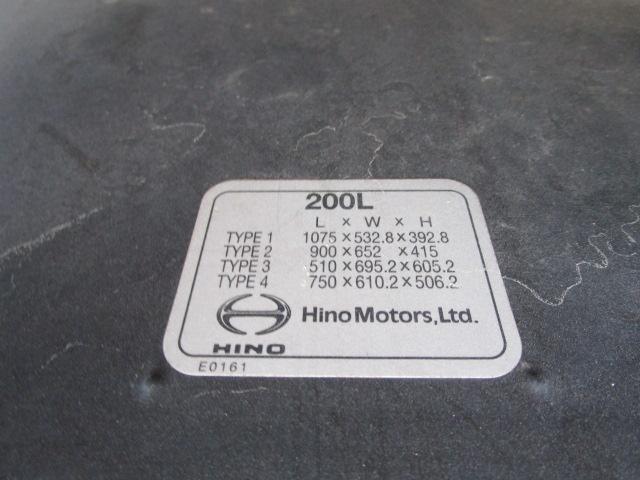 200L
L × W × H
TYPE 1 1075 × 532.8 × 392.8
TYPE 2 900 × 652 × 415
TYPE 3 510 × 695.2 × 605.2
TYPE 4 750 × 610.2 × 506.2
Hino Motors, Ltd.
HINO
E0161